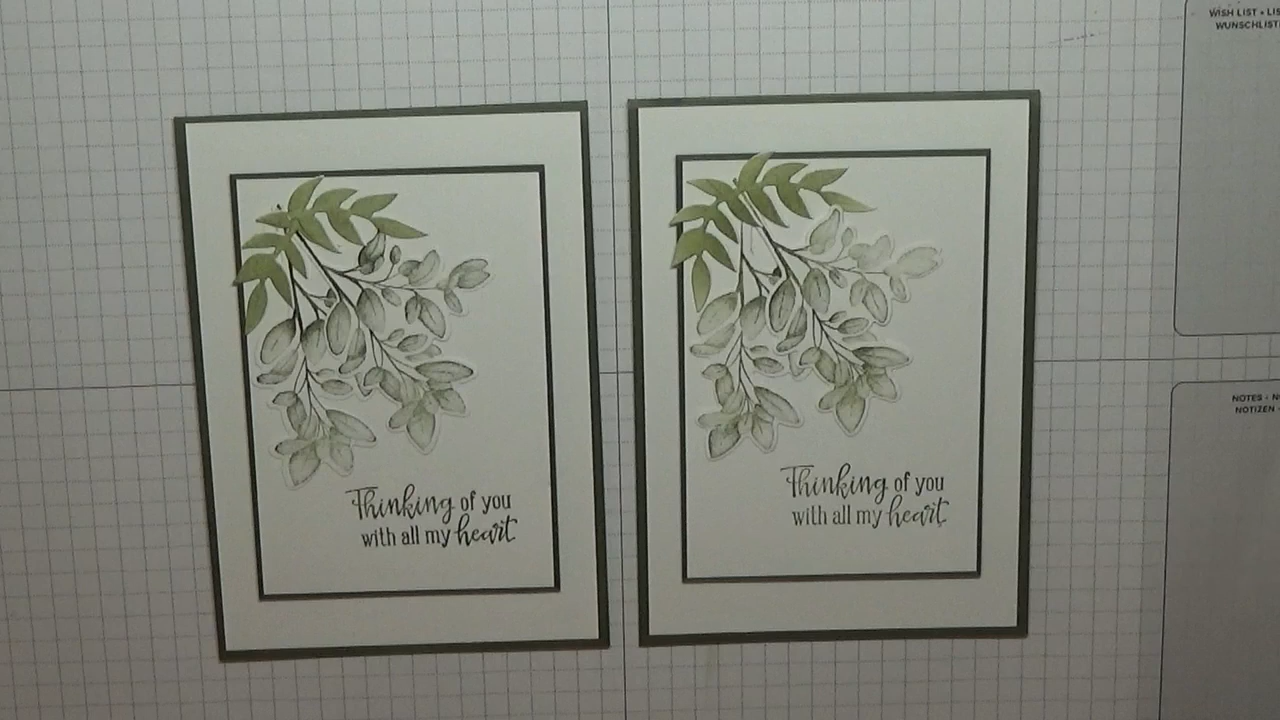 WISH LIST • LIS
WUNSCHLIST
Thinking of you
with all my heart
Thinking of you
with all my heart
NOTES •
NOTIZEN